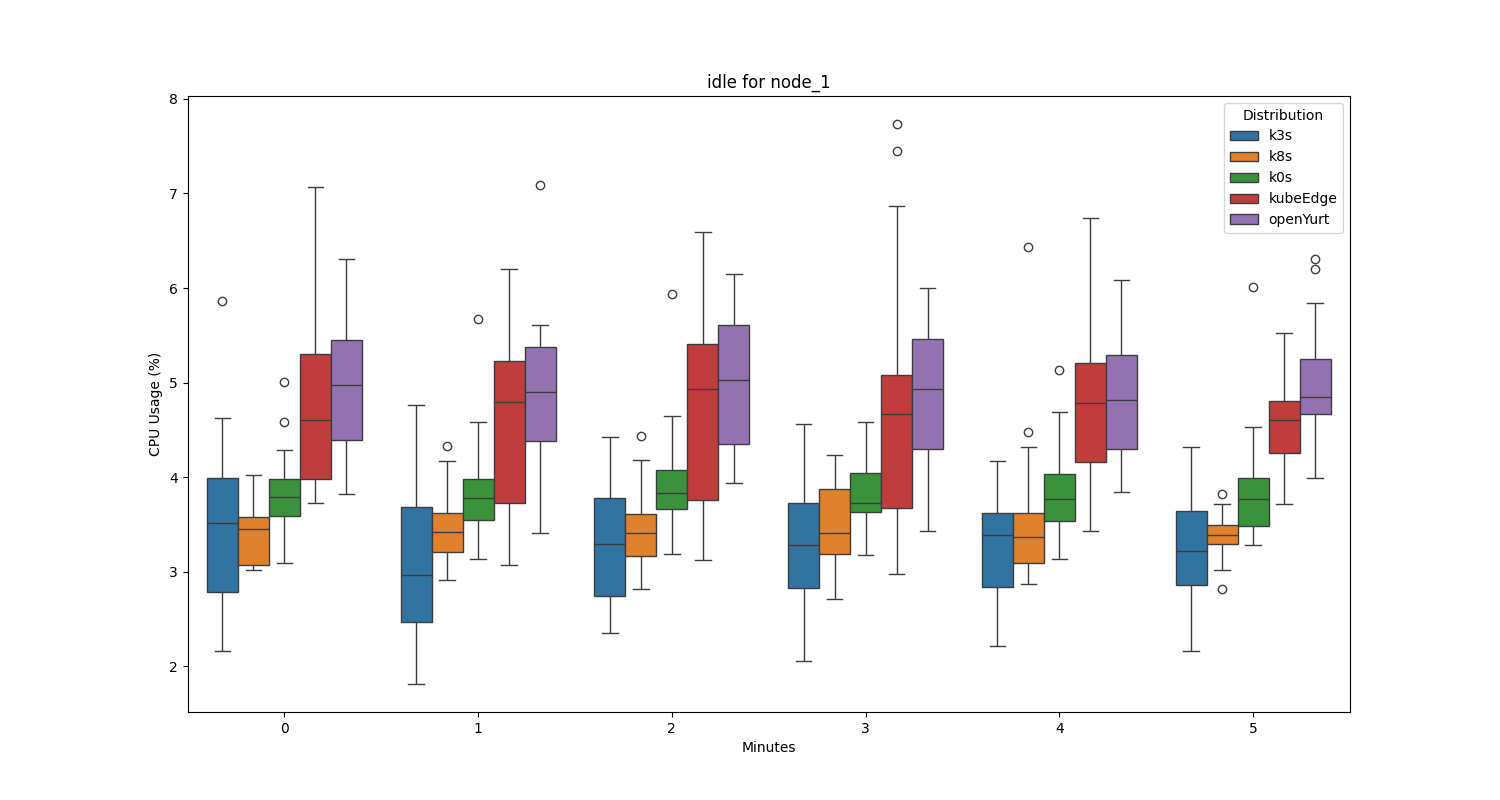 idle for node_1
8
7
6
5
4
3
2
CPU Usage (%)
Distribution
k3s
k8s
k0s
kubeEdge
openYurt
0 1 2 3 4 5
Minutes